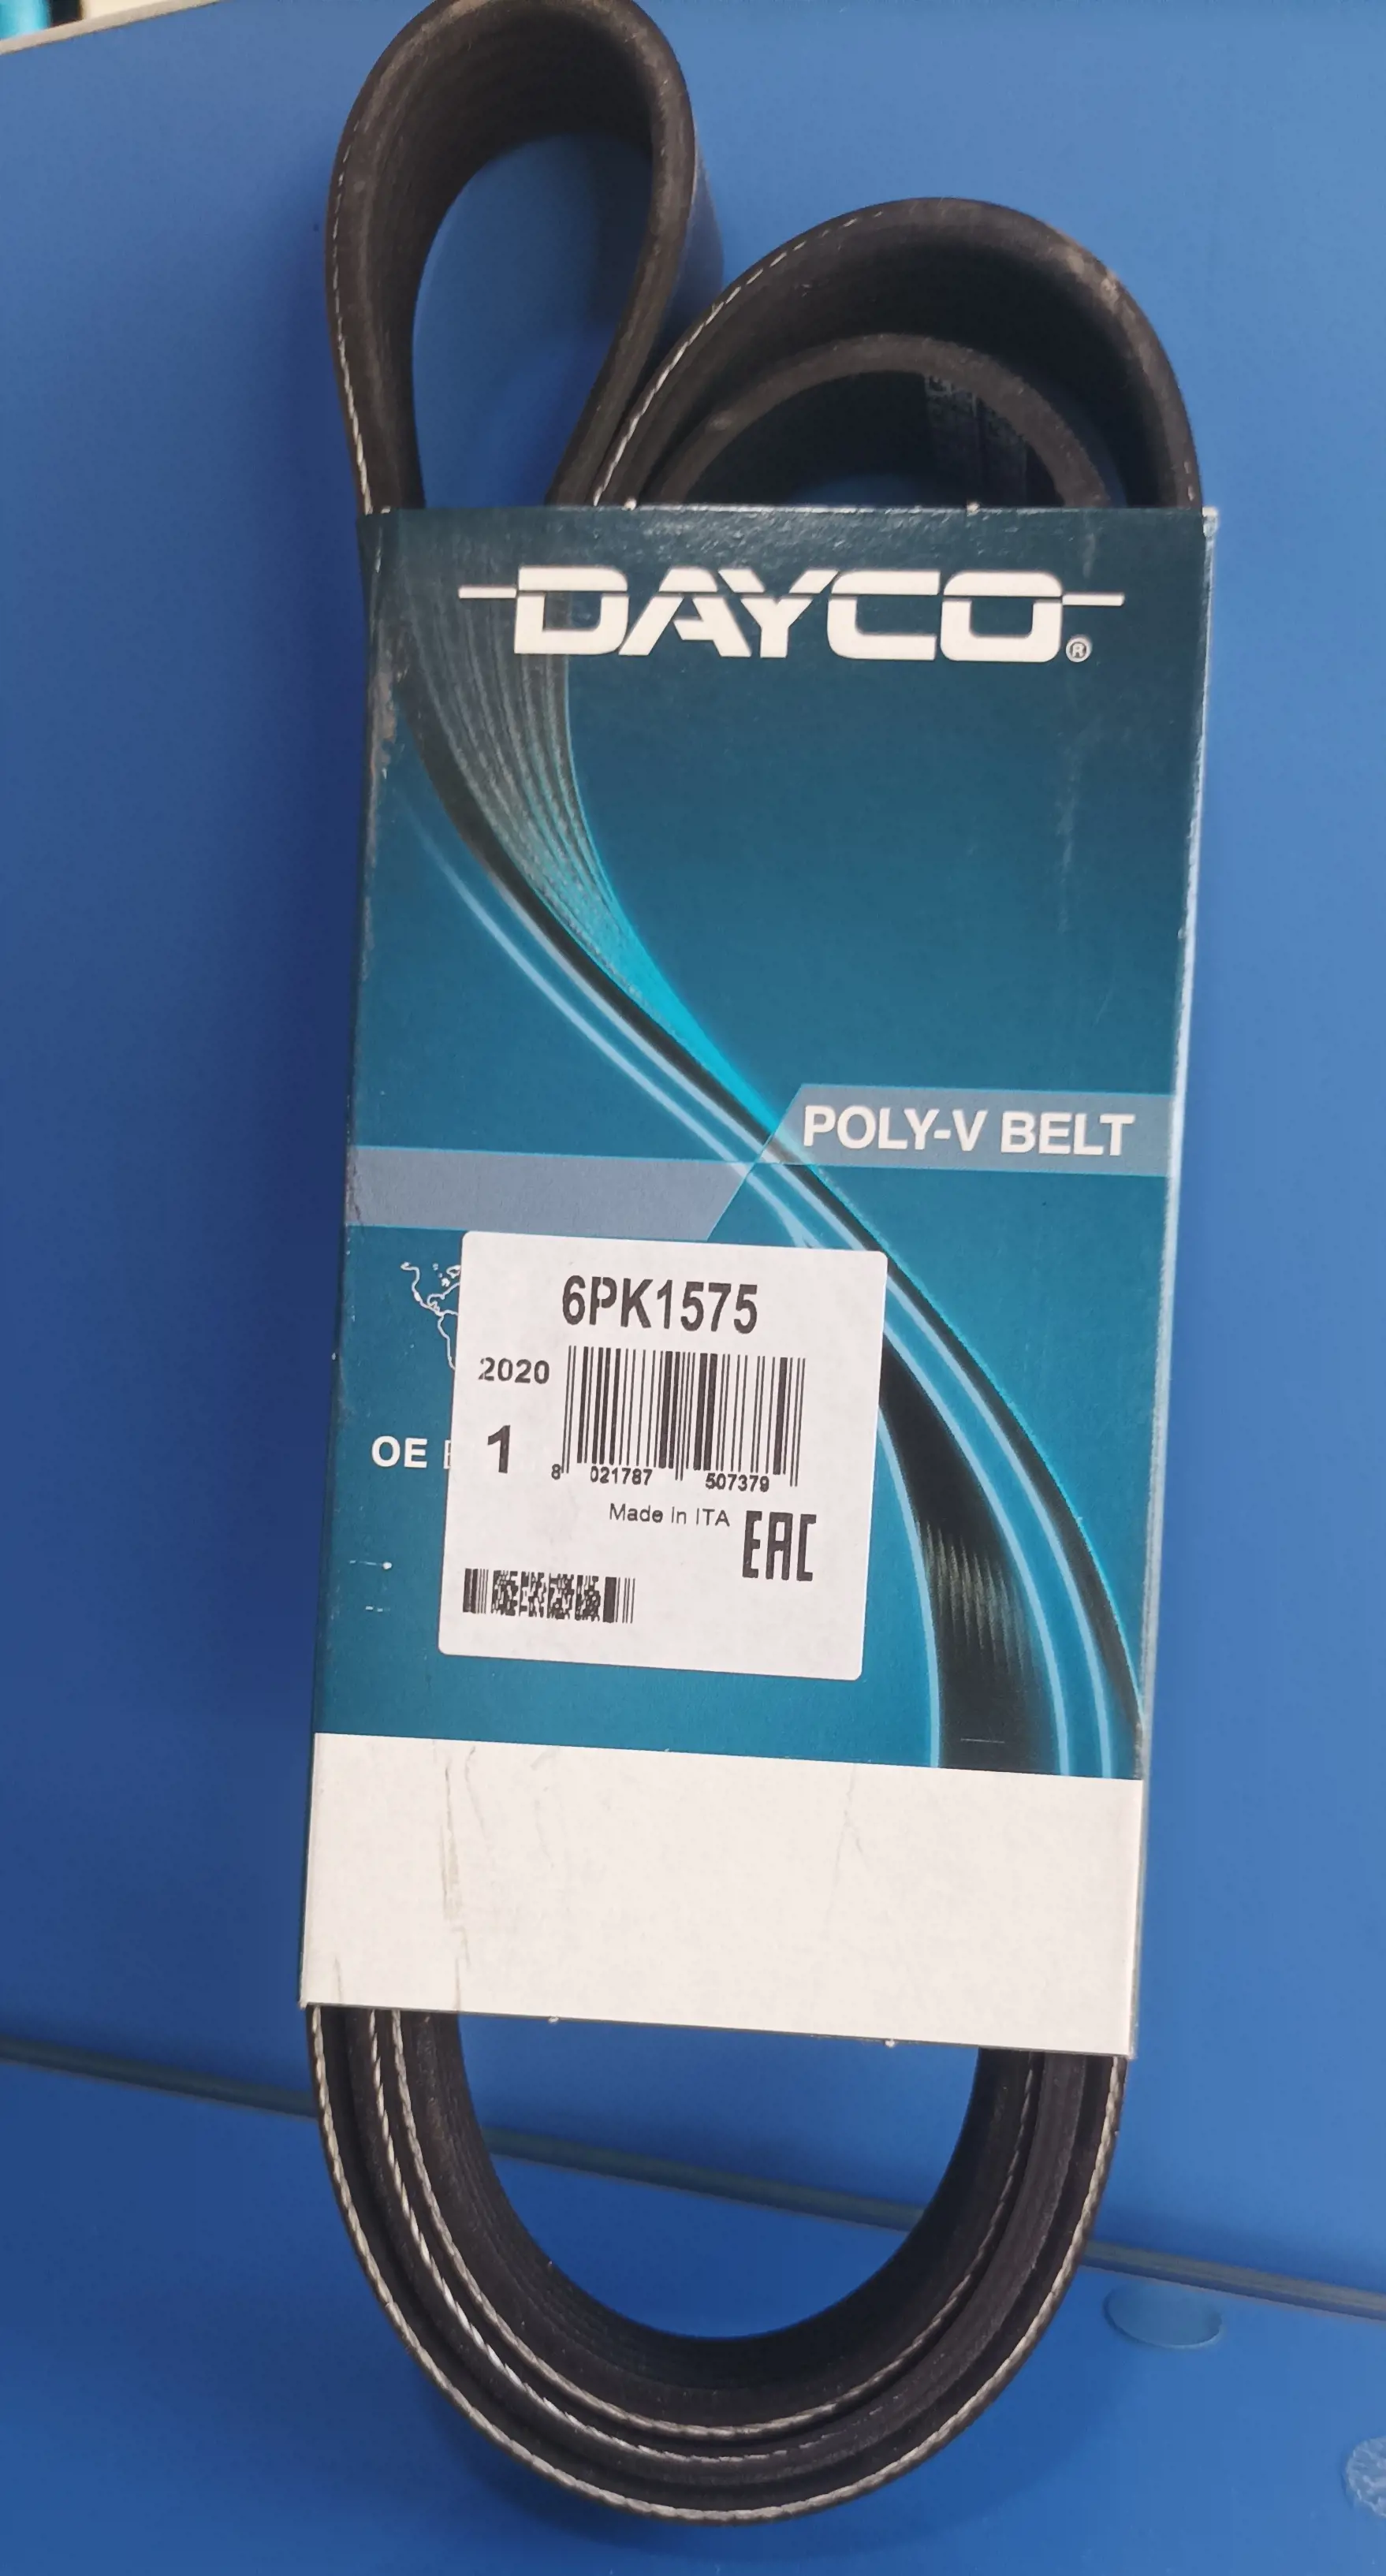 DAYCO®
POLY-V BELT
6PK1575
2020
OE
1
8 021787 507379
Made in ITA
EAC